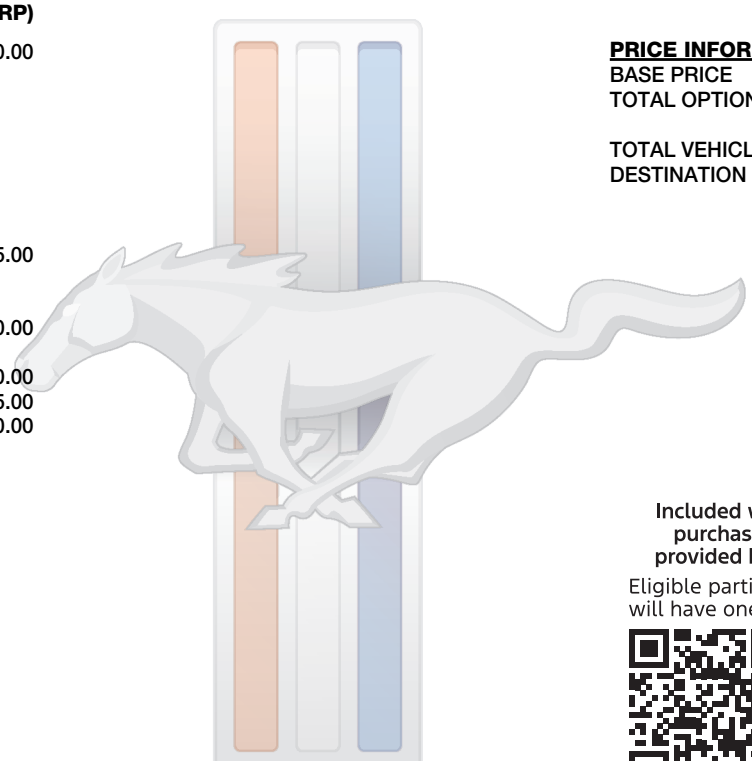 RP)
0.00
5.00
0.00
0.00
5.00
0.00
PRICE INFOR
BASE PRICE
TOTAL OPTION
TOTAL VEHICL
DESTINATION
Included
purchas
provided
Eligible parti
will have one